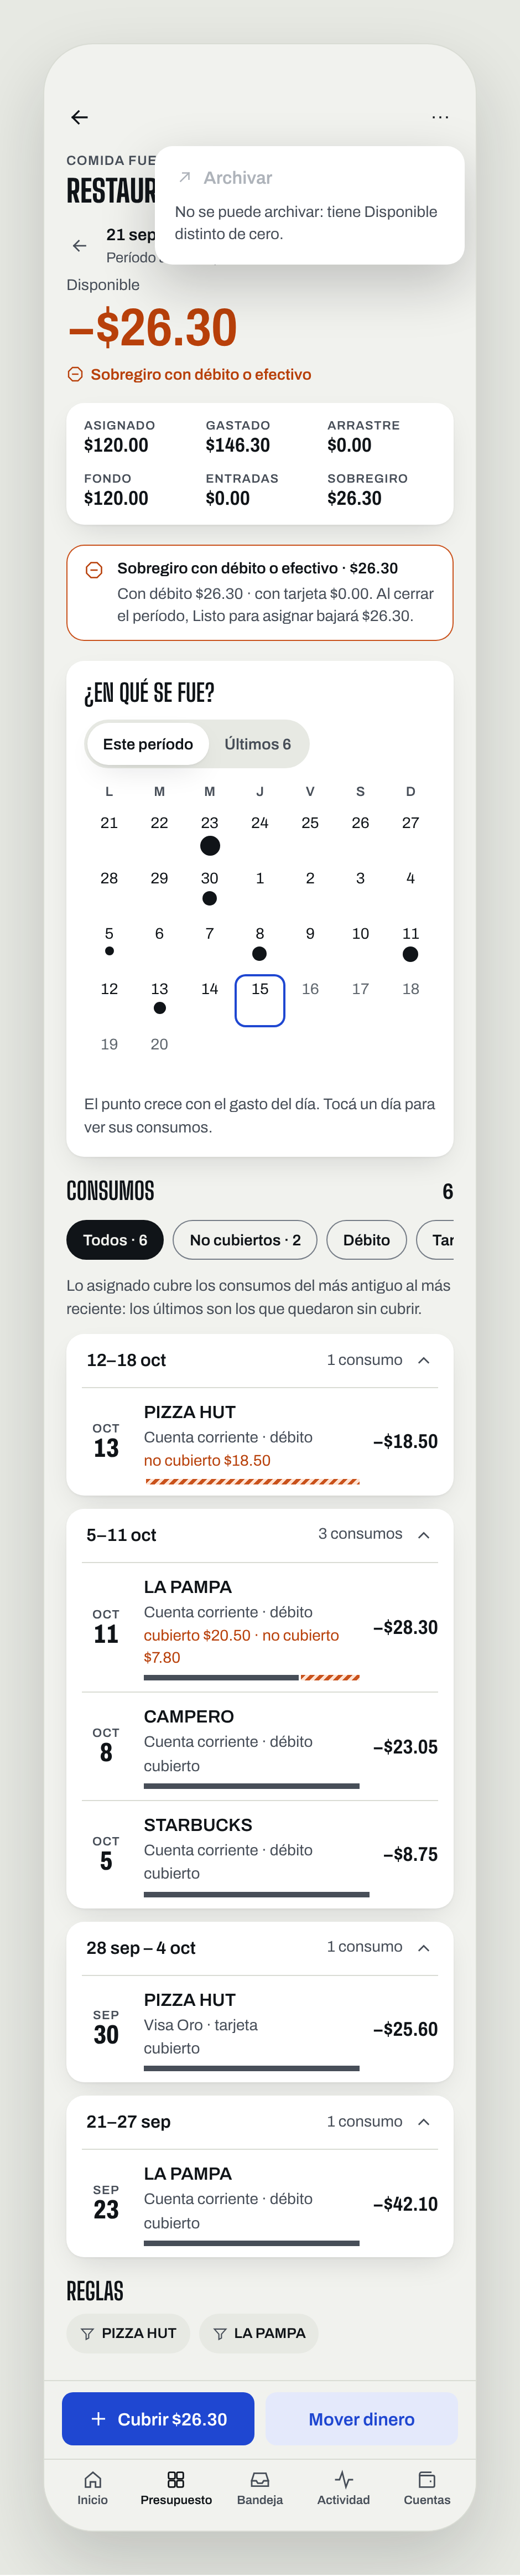 ···
COMIDA FUE
RESTAUR
Archivar
No se puede archivar: tiene Disponible
distinto de cero.
21 sep
Período
Disponible
–$26.30
Sobregiro con débito o efectivo
ASIGNADO GASTADO ARRASTRE
$120.00 $146.30 $0.00
FONDO ENTRADAS SOBREGIRO
$120.00 $0.00 $26.30
Sobregiro con débito o efectivo · $26.30
Con débito $26.30 · con tarjeta $0.00. Al cerrar
el período, Listo para asignar bajará $26.30.
¿EN QUÉ SE FUE?
Este período Últimos 6
L M M J V S D
21 22 23 24 25 26 27
28 29 30 1 2 3 4
5 6 7 8 9 10 11
12 13 14 15 16 17 18
19 20
El punto crece con el gasto del día. Tocá un día para
ver sus consumos.
CONSUMOS 6
Todos · 6 No cubiertos · 2 Débito Tar
Lo asignado cubre los consumos del más antiguo al más
reciente: los últimos son los que quedaron sin cubrir.
12–18 oct 1 consumo
OCT
13
PIZZA HUT
Cuenta corriente · débito
no cubierto $18.50
–$18.50
5–11 oct 3 consumos
OCT
11
LA PAMPA
Cuenta corriente · débito
cubierto $20.50 · no cubierto
$7.80
–$28.30
OCT
8
CAMPERO
Cuenta corriente · débito
cubierto
–$23.05
OCT
5
STARBUCKS
Cuenta corriente · débito
cubierto
–$8.75
28 sep – 4 oct 1 consumo
SEP
30
PIZZA HUT
Visa Oro · tarjeta
cubierto
–$25.60
21–27 sep 1 consumo
SEP
23
LA PAMPA
Cuenta corriente · débito
cubierto
–$42.10
REGLAS
PIZZA HUT LA PAMPA
Cubrir $26.30 Mover dinero
Inicio Presupuesto Bandeja Actividad Cuentas